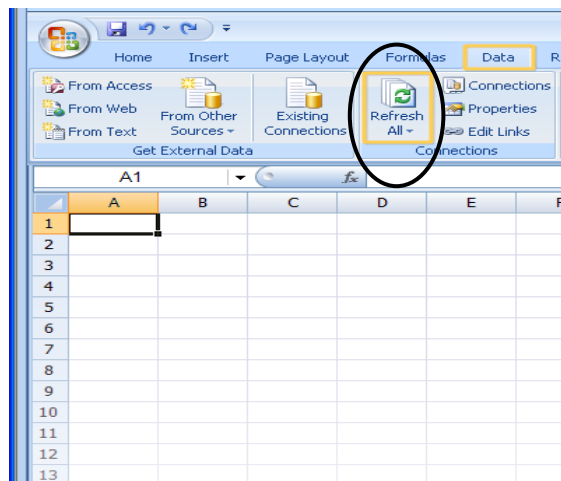 Home Insert Page Layout Formulas Data R
From Access
From Web
From Text
From Other
Sources
Get External Data
Existing
Connections
Refresh
All
Connections
Properties
Edit Links
Connections
A1 fx
A B C D E F
1
2
3
4
5
6
7
8
9
10
11
12
13